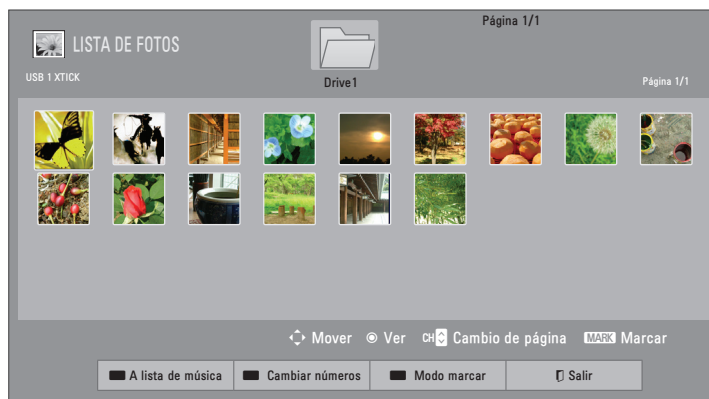 Página 1/1
LISTA DE FOTOS
USB 1 XTICK
Drive1
Página 1/1
Mover Ver CH Cambio de página MARK Marcar
A lista de música Cambiar números Modo marcar Salir